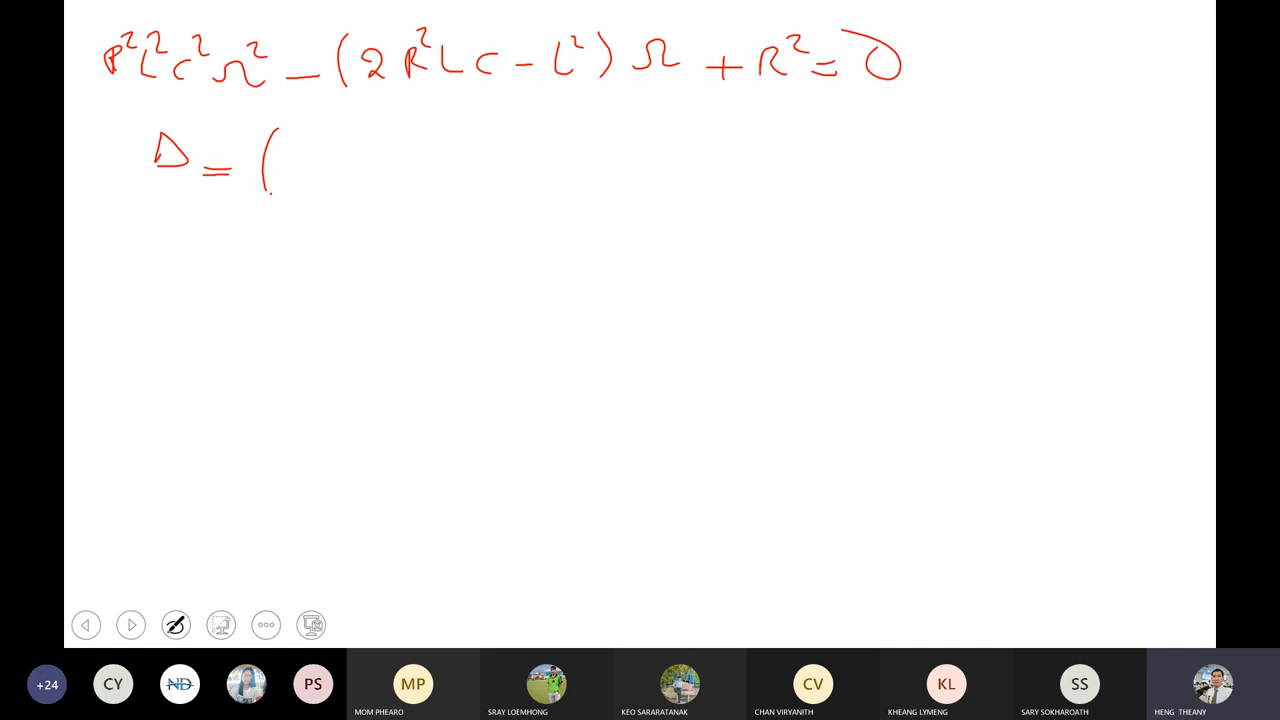 R²L²C²Ω² - (2R²LC - L²)Ω + R² = 0
Δ = (
+24 CY ND PS MP CV KL SS
MOM PHEARO SRAY LOEMHONG KEO SARARATANAK CHAN VIRYANITH KHEANG LYMENG SARY SOKHAROATH HENG THEANY